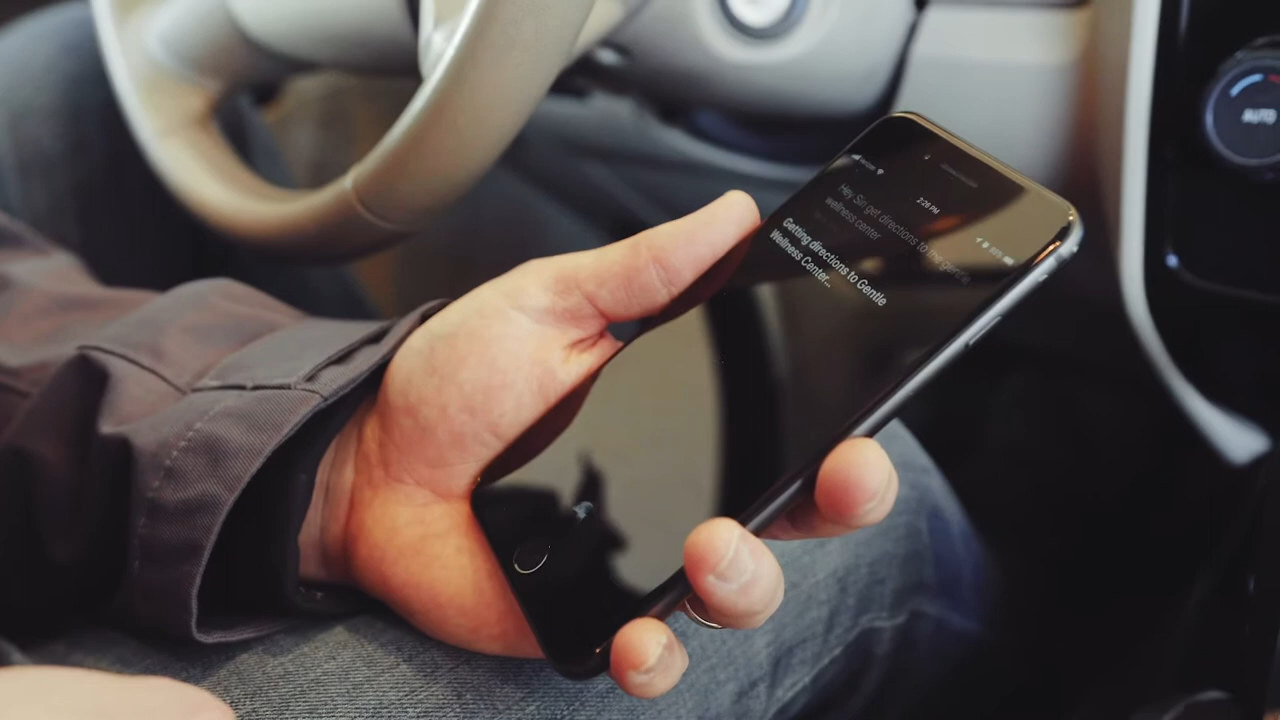 2:26 PM
Hey Siri get directions to the gentle
wellness center
Getting directions to Gentle
Wellness Center...
AUTO